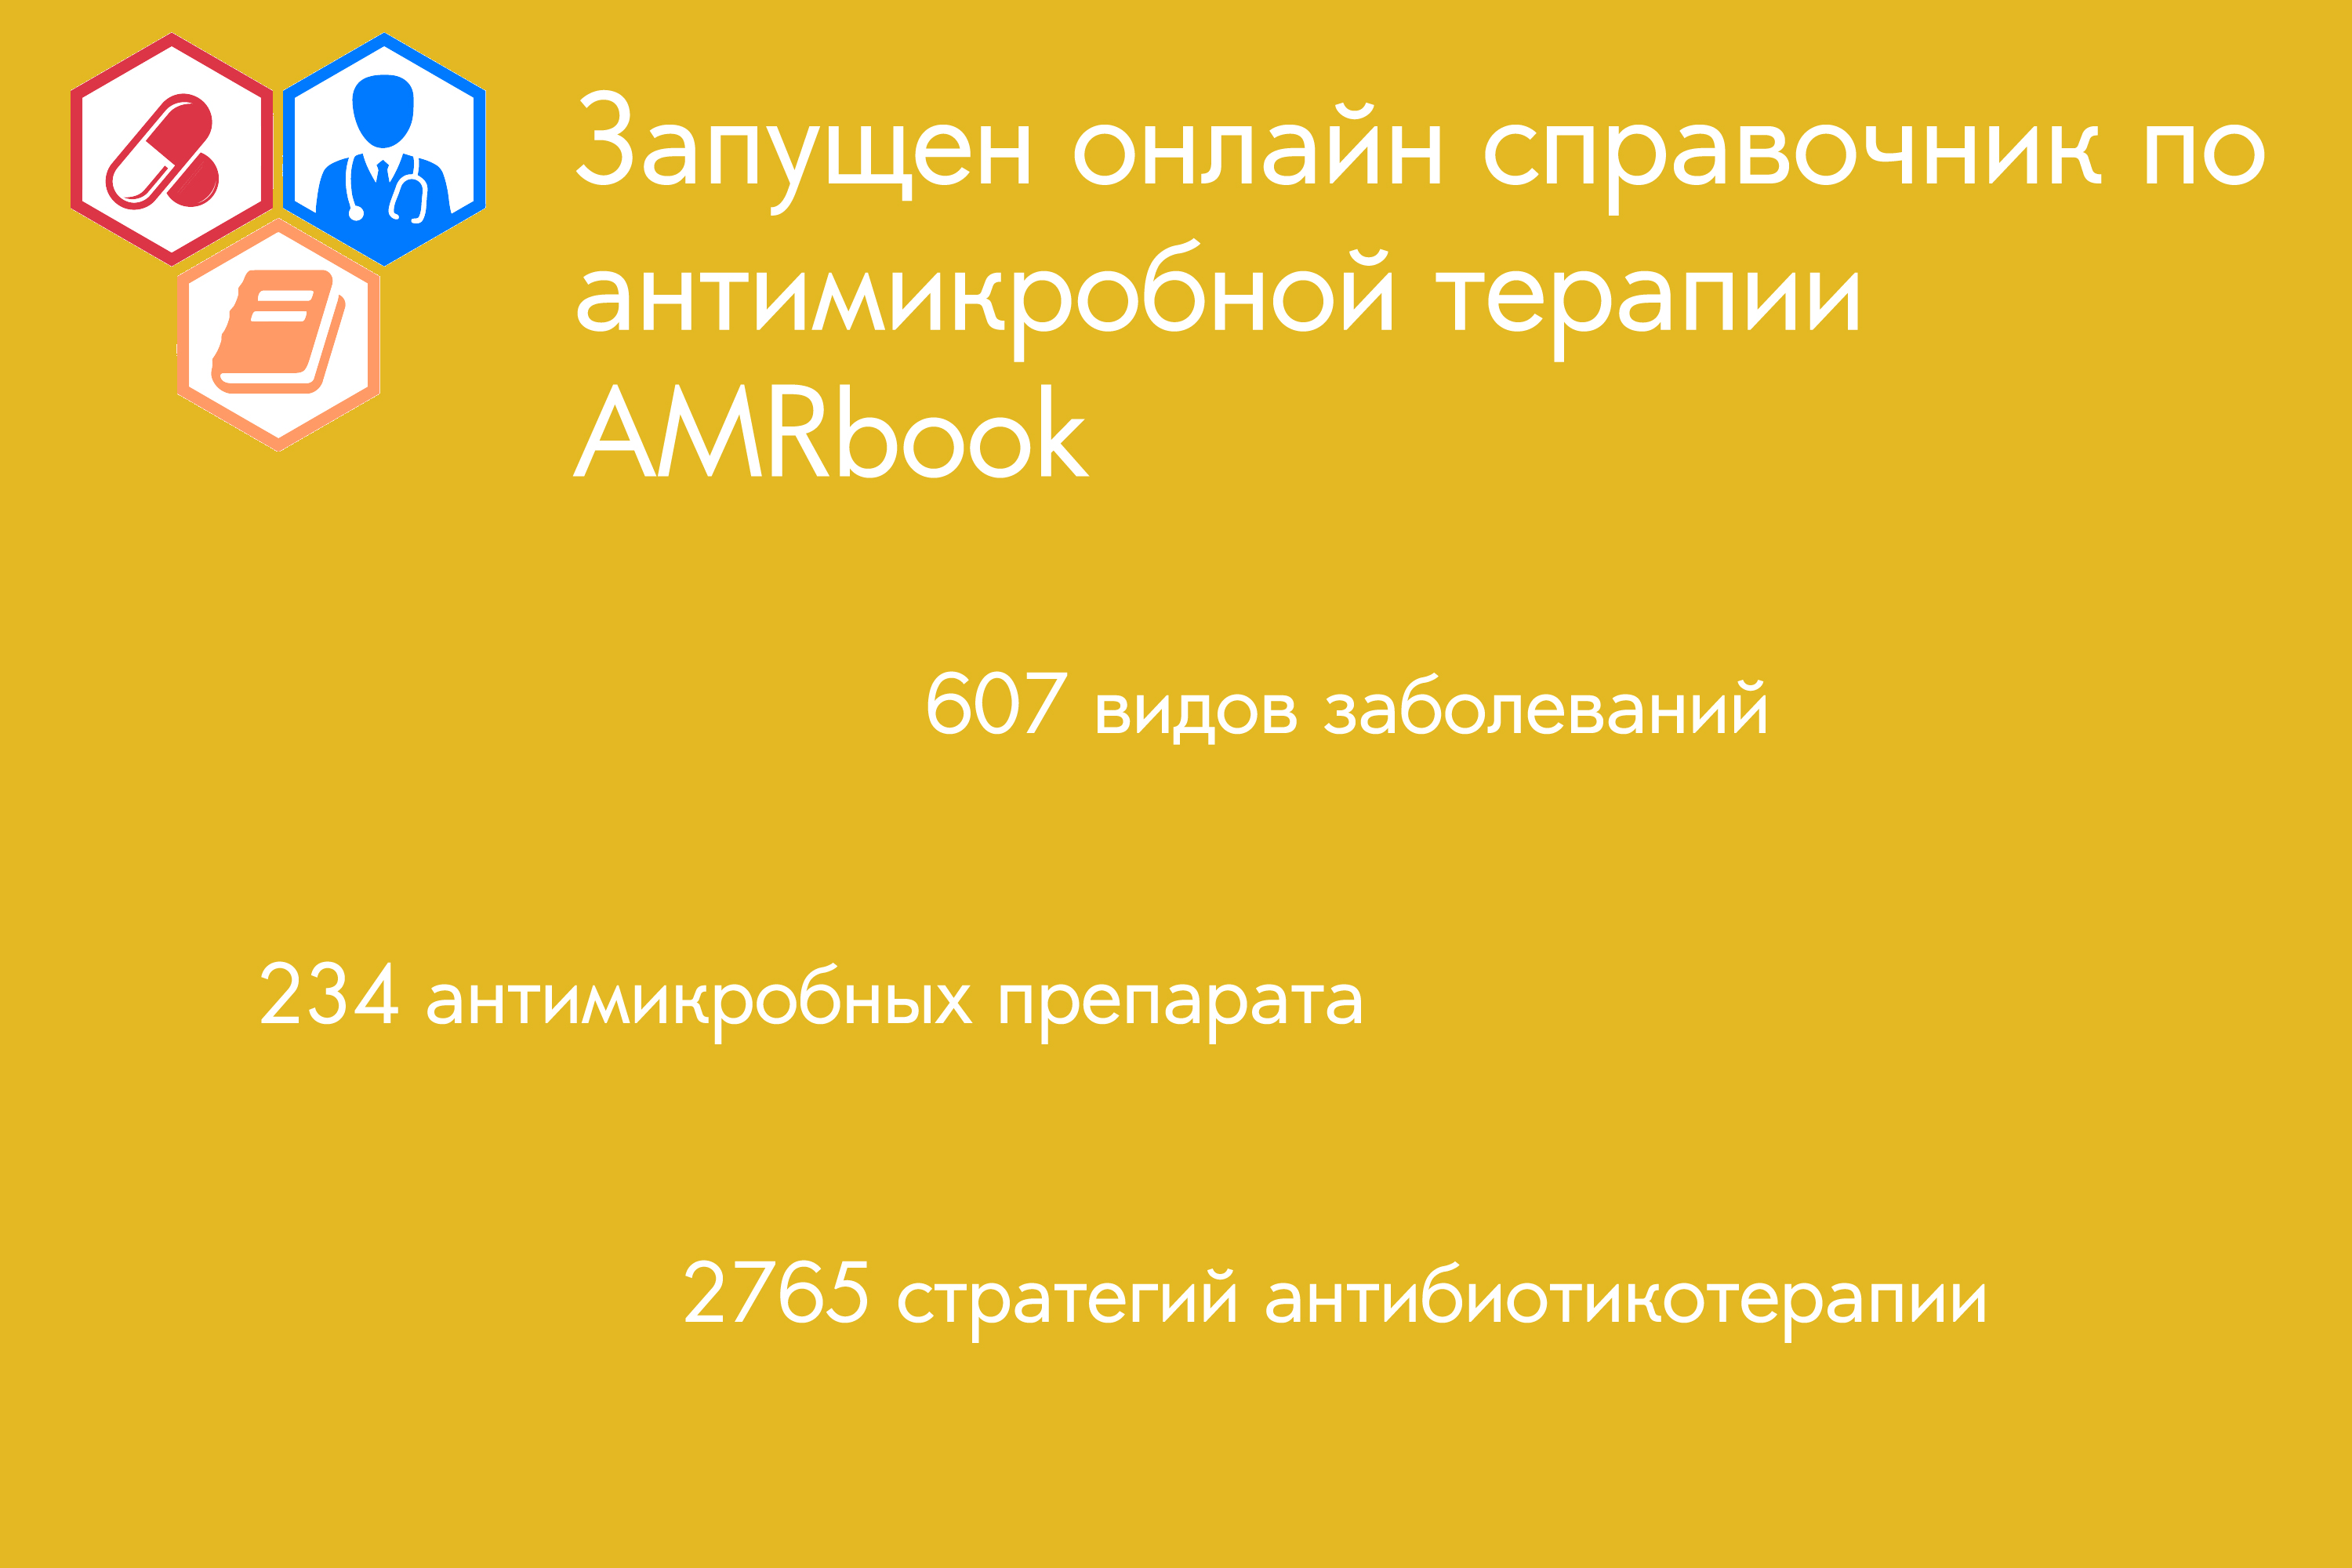 Запущен онлайн справочник по
антимикробной терапии
AMRbook
607 видов заболеваний
234 антимикробных препарата
2765 стратегий антибиотикотерапии